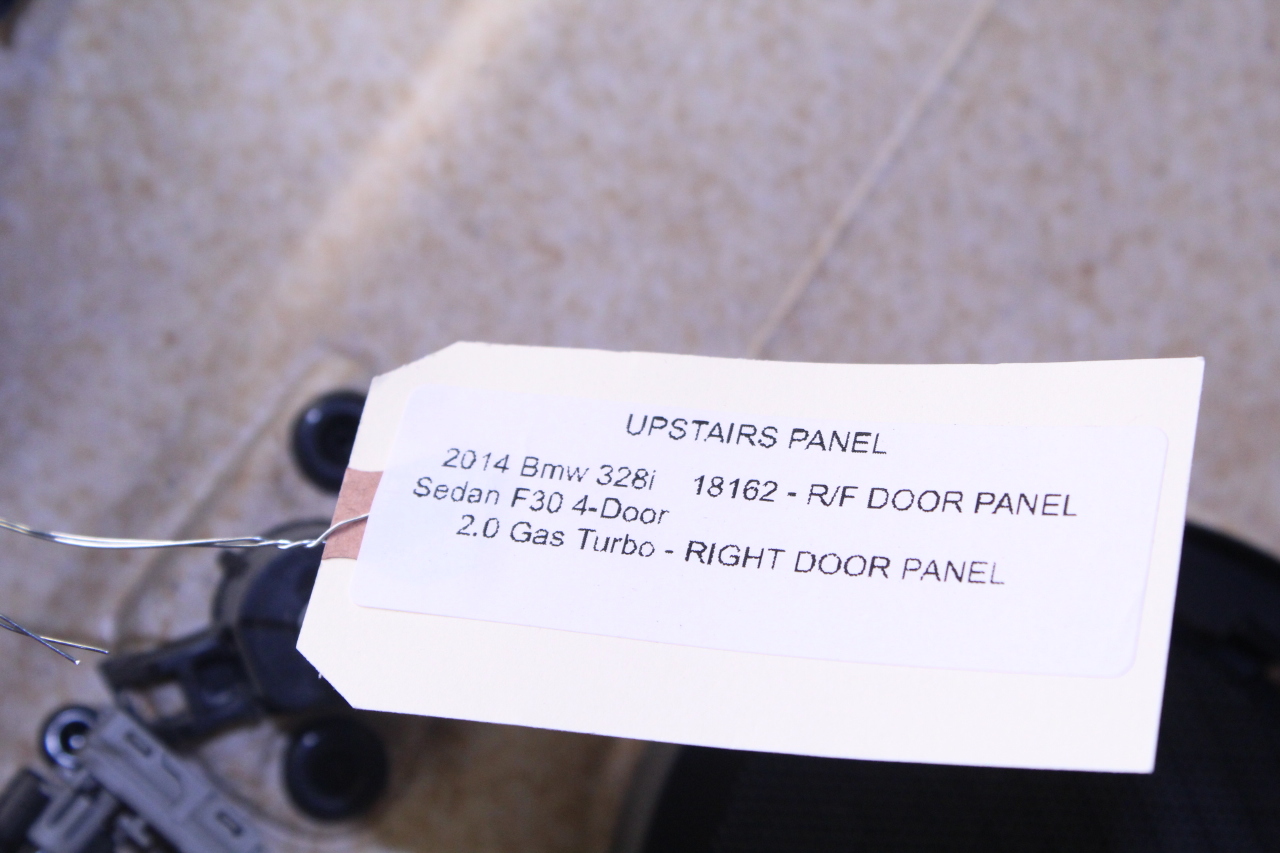 UPSTAIRS PANEL
2014 Bmw 328i 18162 - R/F DOOR PANEL
Sedan F30 4-Door
2.0 Gas Turbo - RIGHT DOOR PANEL